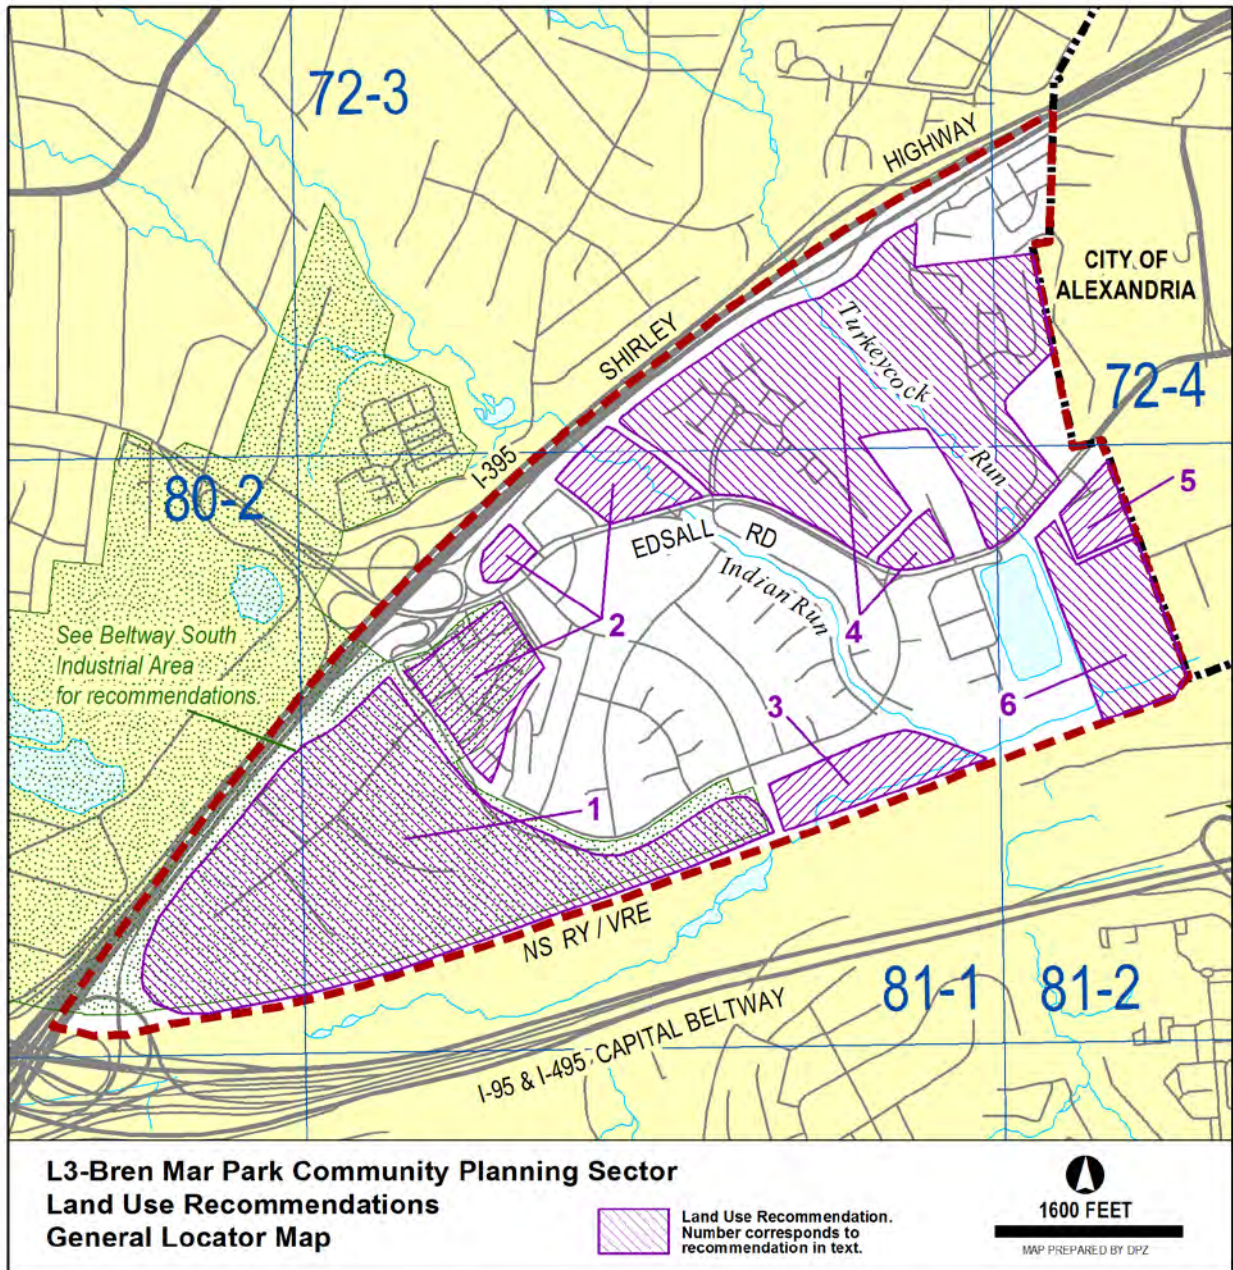 72-3
HIGHWAY
CITY OF
ALEXANDRIA
SHIRLEY
Turkeycock
Run
72-4
I-395
80-2
5
EDSALL RD
Indian Run
2
4
See Beltway South
Industrial Area
for recommendations.
3
6
1
NS RY / VRE
81-1
81-2
I-95 & I-495 CAPITAL BELTWAY
L3-Bren Mar Park Community Planning Sector
Land Use Recommendations
General Locator Map
Land Use Recommendation.
Number corresponds to
recommendation in text.
1600 FEET
MAP PREPARED BY DPZ